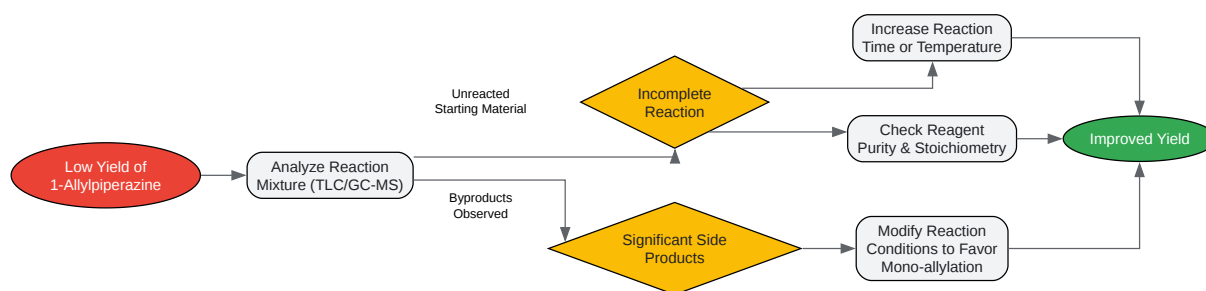 Low Yield of
1-Allylpiperazine
Analyze Reaction
Mixture (TLC/GC-MS)
Unreacted
Starting Material
Byproducts
Observed
Incomplete
Reaction
Significant Side
Products
Increase Reaction
Time or Temperature
Check Reagent
Purity & Stoichiometry
Modify Reaction
Conditions to Favor
Mono-allylation
Improved Yield